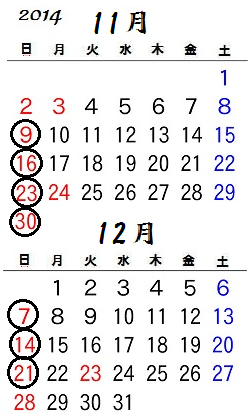 2014 11月
日 月 火 水 木 金 土
1
2 3 4 5 6 7 8
9 10 11 12 13 14 15
16 17 18 19 20 21 22
23 24 25 26 27 28 29
30
12月
日 月 火 水 木 金 土
1 2 3 4 5 6
7 8 9 10 11 12 13
14 15 16 17 18 19 20
21 22 23 24 25 26 27
28 29 30 31